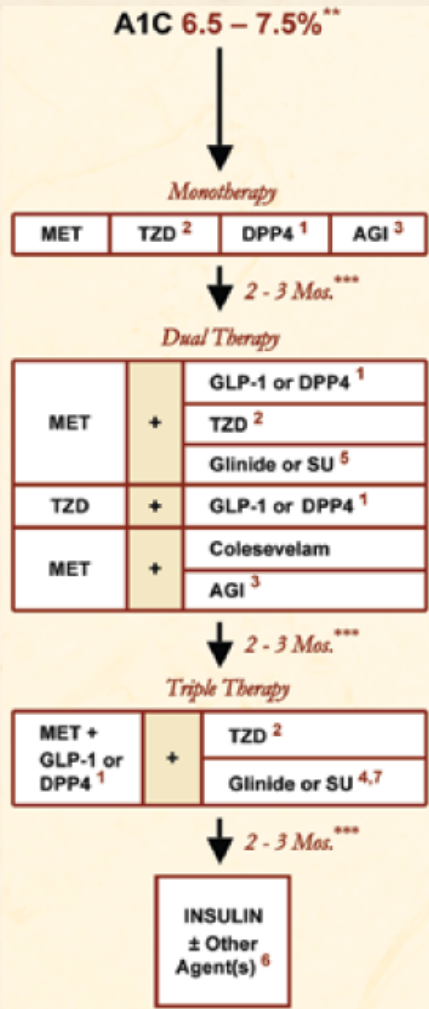 A1C 6.5 – 7.5%**
Monotherapy
MET TZD 2 DPP4 1 AGI 3
2 - 3 Mos.***
Dual Therapy
GLP-1 or DPP4 1
MET + TZD 2
Glinide or SU 5
TZD + GLP-1 or DPP4 1
Colesevelam
MET +
AGI 3
2 - 3 Mos.***
Triple Therapy
MET +
GLP-1 or
DPP4 1
+
TZD 2
Glinide or SU 4,7
2 - 3 Mos.***
INSULIN
± Other
Agent(s) 6